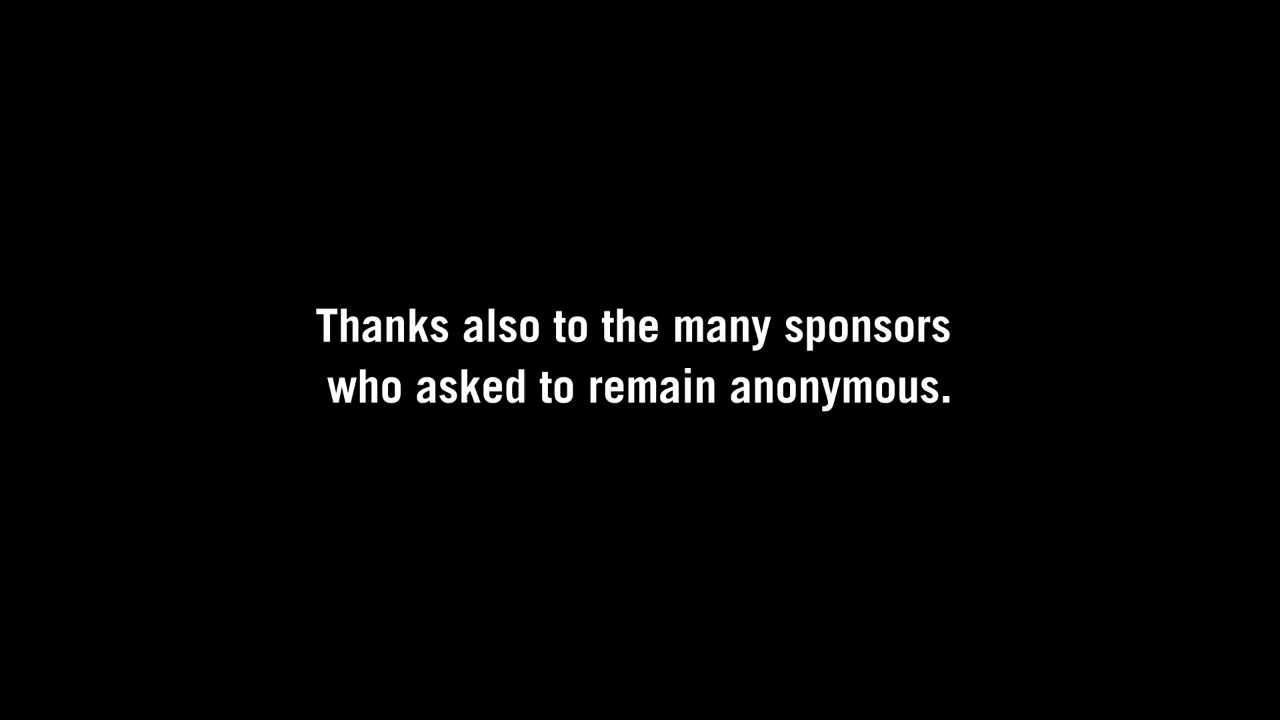 Thanks also to the many sponsors
who asked to remain anonymous.